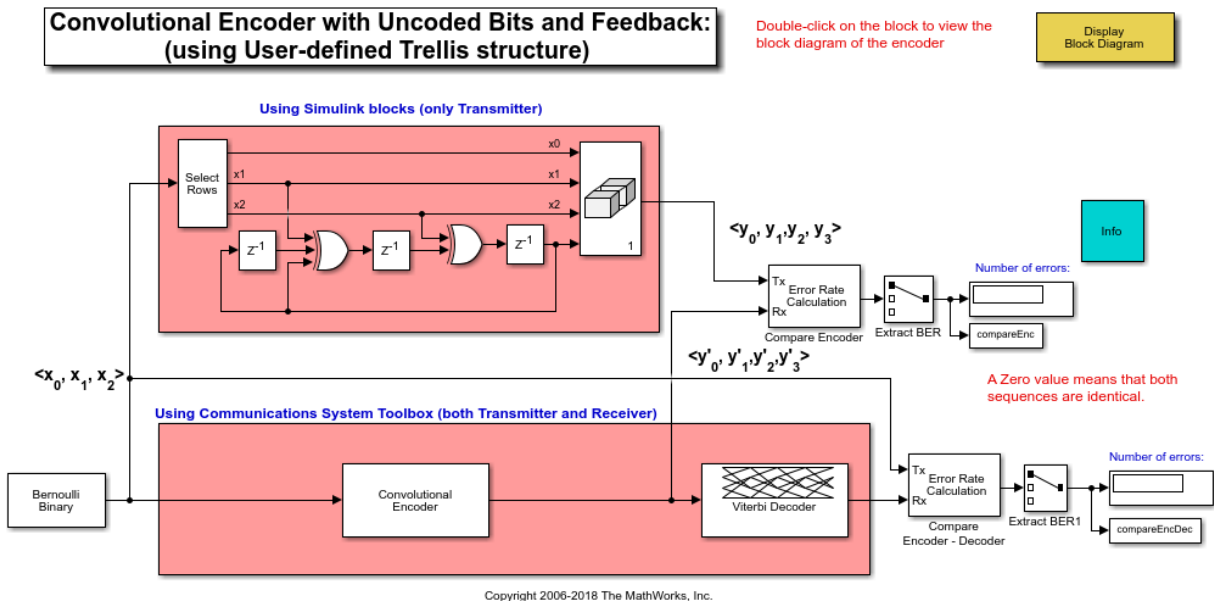 Convolutional Encoder with Uncoded Bits and Feedback:
(using User-defined Trellis structure)
Double-click on the block to view the
block diagram of the encoder
Display
Block Diagram
Using Simulink blocks (only Transmitter)
Select
Rows
x0
x1
x2
x0
x1
x2
1
Z⁻¹
Z⁻¹
Z⁻¹
<y₀, y₁,y₂, y₃>
Info
Tx
Rx
Error Rate
Calculation
Compare Encoder
Extract BER
Number of errors:
compareEnc
<x₀, x₁, x₂>
<y'₀, y'₁,y'₂,y'₃>
A Zero value means that both
sequences are identical.
Using Communications System Toolbox (both Transmitter and Receiver)
Bernoulli
Binary
Convolutional
Encoder
Viterbi Decoder
Tx
Rx
Error Rate
Calculation
Compare
Encoder - Decoder
Extract BER1
Number of errors:
compareEncDec
Copyright 2006-2018 The MathWorks, Inc.